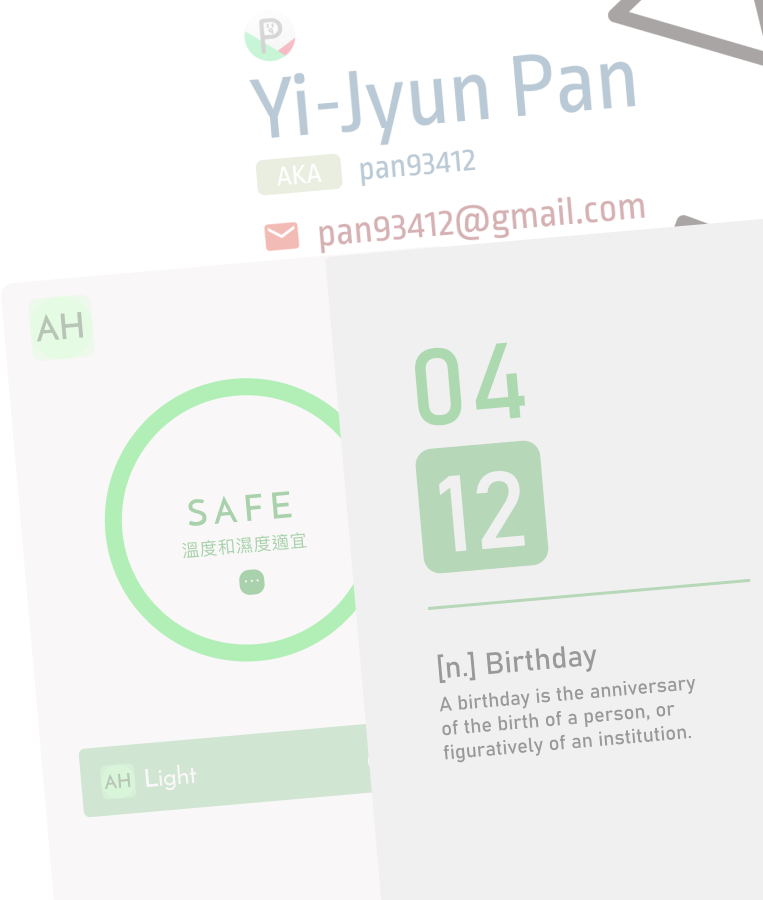 P
Yi-Jyun Pan
AKA pan93412
pan93412@gmail.com
AH
SAFE
溫度和濕度適宜
AH Light
04
12
[n.] Birthday
A birthday is the anniversary
of the birth of a person, or
figuratively of an institution.